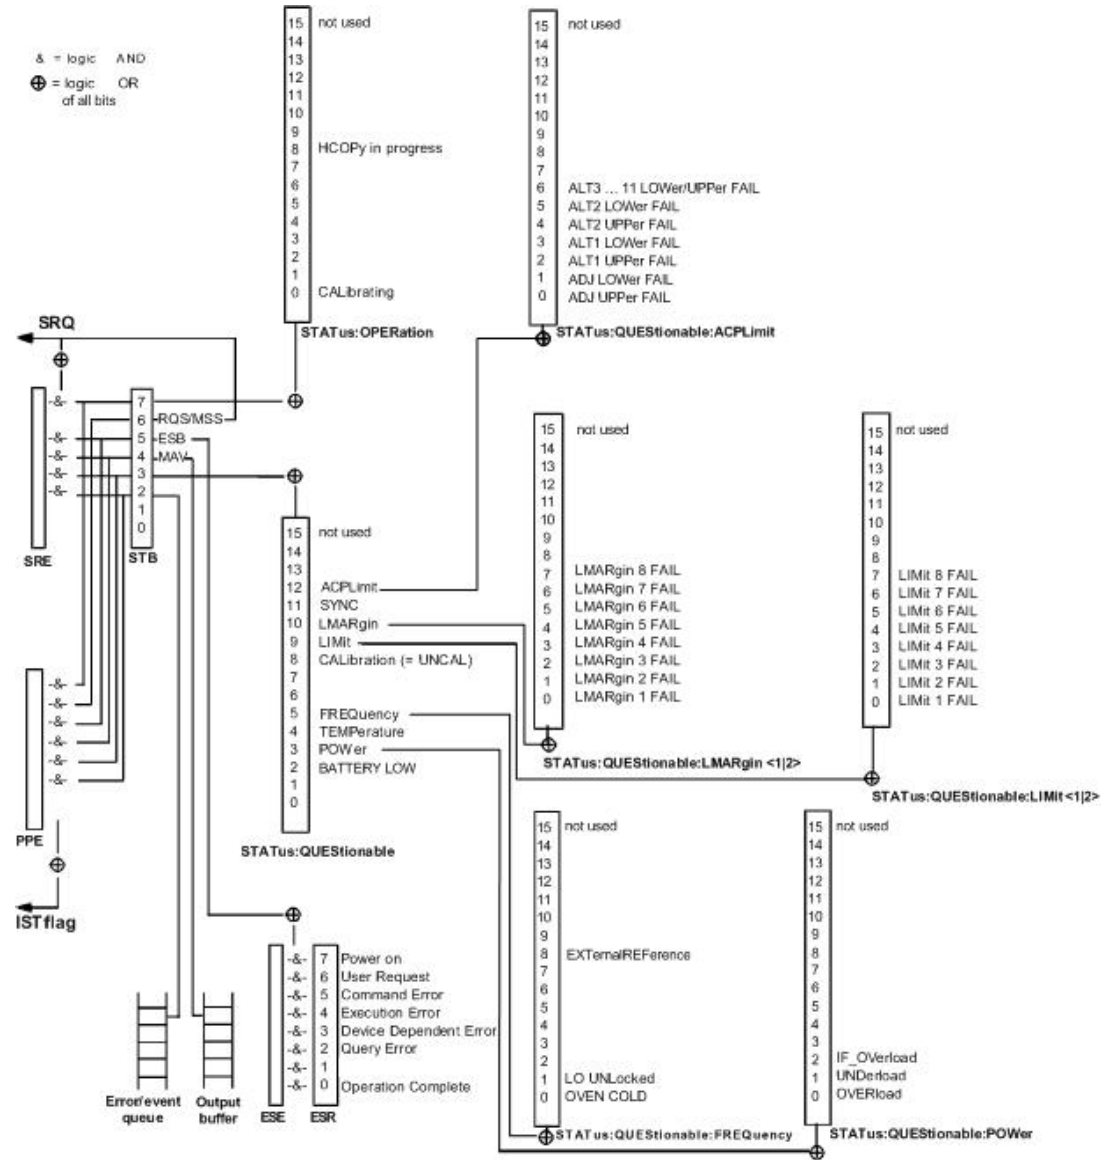 & = logic AND
⊕ = logic OR
of all bits
15 not used
14
13
12
11
10
9
8 HCOPy in progress
7
6
5
4
3
2
1
0 CALibrating
STATus:OPERation
15 not used
14
13
12
11
10
9
8
7
6 ALT3 ... 11 LOWer/UPPer FAIL
5 ALT2 LOWer FAIL
4 ALT2 UPPer FAIL
3 ALT1 LOWer FAIL
2 ALT1 UPPer FAIL
1 ADJ LOWer FAIL
0 ADJ UPPer FAIL
STATus:QUEStionable:ACPLimit
SRQ
-&-
-&-
-&-
-&-
-&-
SRE
7
6 RQS/MSS
5 ESB
4 MAV
3
2
1
0
STB
15 not used
14
13
12 ACPLimit
11 SYNC
10 LMARgin
9 LIMit
8 CALibration (= UNCAL)
7
6
5 FREQuency
4 TEMPerature
3 POWer
2 BATTERY LOW
1
0
STATus:QUEStionable
15 not used
14
13
12
11
10
9
8
7 LMARgin 8 FAIL
6 LMARgin 7 FAIL
5 LMARgin 6 FAIL
4 LMARgin 5 FAIL
3 LMARgin 4 FAIL
2 LMARgin 3 FAIL
1 LMARgin 2 FAIL
0 LMARgin 1 FAIL
STATus:QUEStionable:LMARgin <1|2>
15 not used
14
13
12
11
10
9
8
7 LIMit 8 FAIL
6 LIMit 7 FAIL
5 LIMit 6 FAIL
4 LIMit 5 FAIL
3 LIMit 4 FAIL
2 LIMit 3 FAIL
1 LIMit 2 FAIL
0 LIMit 1 FAIL
STATus:QUEStionable:LIMit <1|2>
-&-
-&-
-&-
-&-
-&-
-&-
PPE
ISTflag
15 not used
14
13
12
11
10
9
8 EXTernalREFerence
7
6
5
4
3
2
1 LO UNLocked
0 OVEN COLD
STATus:QUEStionable:FREQuency
15 not used
14
13
12
11
10
9
8
7
6
5
4
3
2 IF_OVerload
1 UNDerload
0 OVERload
STATus:QUEStionable:POWer
-&- 7 Power on
-&- 6 User Request
-&- 5 Command Error
-&- 4 Execution Error
-&- 3 Device Dependent Error
-&- 2 Query Error
-&- 1
-&- 0 Operation Complete
ESE ESR
Error/event
queue
Output
buffer